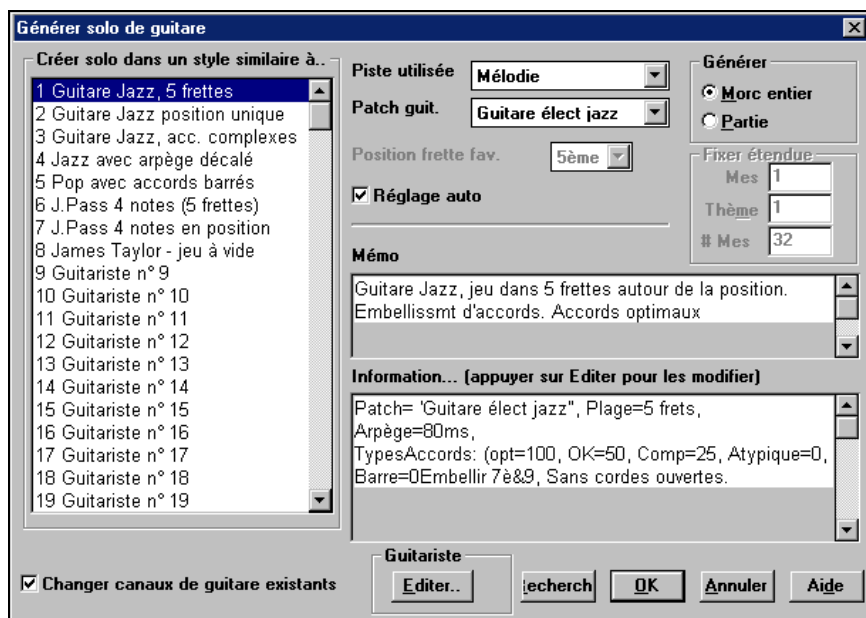 Générer solo de guitare
Créer solo dans un style similaire à..
1 Guitare Jazz, 5 frettes
2 Guitare Jazz position unique
3 Guitare Jazz, acc. complexes
4 Jazz avec arpège décalé
5 Pop avec accords barrés
6 J.Pass 4 notes (5 frettes)
7 J.Pass 4 notes en position
8 James Taylor - jeu à vide
9 Guitariste n° 9
10 Guitariste n° 10
11 Guitariste n° 11
12 Guitariste n° 12
13 Guitariste n° 13
14 Guitariste n° 14
15 Guitariste n° 15
16 Guitariste n° 16
17 Guitariste n° 17
18 Guitariste n° 18
19 Guitariste n° 19
Changer canaux de guitare existants
Piste utilisée Mélodie
Patch guit. Guitare élect jazz
Position frette fav. 5ème
Réglage auto
Générer
Morc entier
Partie
Fixer étendue
Mes 1
Thème 1
# Mes 32
Mémo
Guitare Jazz, jeu dans 5 frettes autour de la position.
Embellissmt d'accords. Accords optimaux
Information... (appuyer sur Editer pour les modifier)
Patch= 'Guitare élect jazz", Plage=5 frets,
Arpège=80ms,
TypesAccords: (opt=100, OK=50, Comp=25, Atypique=0,
Barre=0Embellir 7è&9, Sans cordes ouvertes.
Guitariste
Editer..
echerch
OK
Annuler
Aide